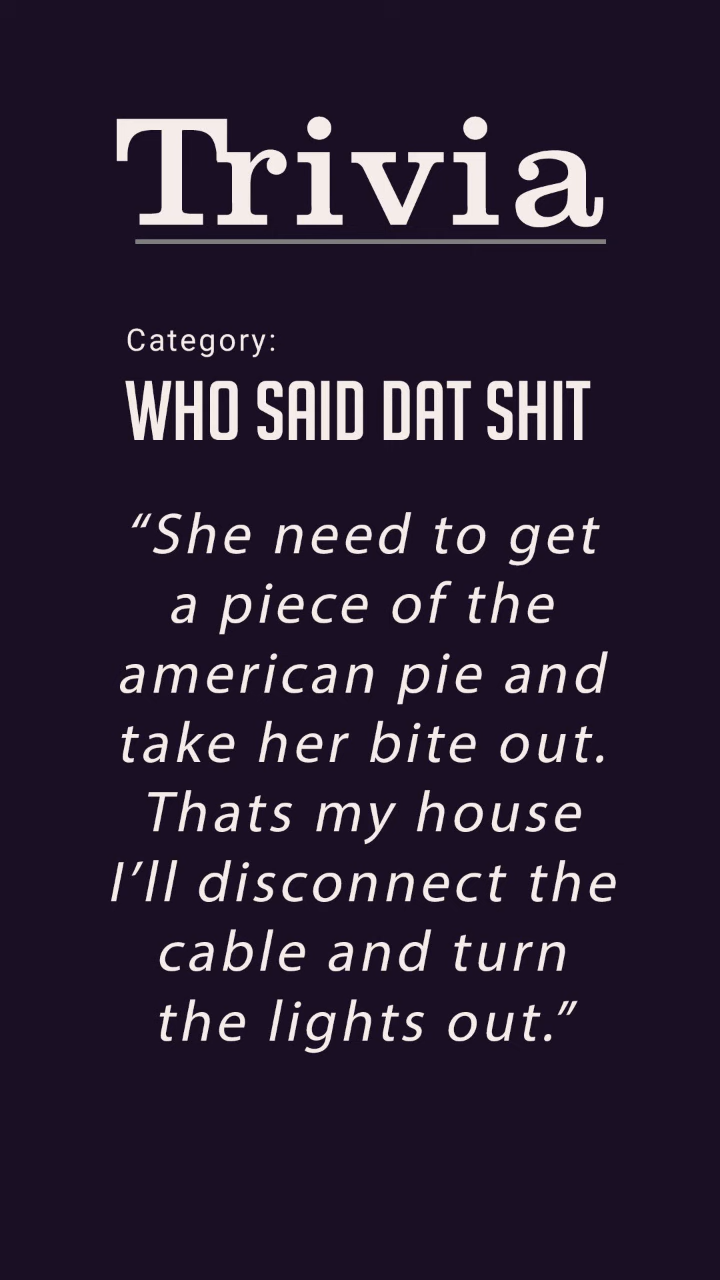 Trivia
Category:
WHO SAID DAT SHIT
“She need to get
a piece of the
american pie and
take her bite out.
Thats my house
I’ll disconnect the
cable and turn
the lights out.”